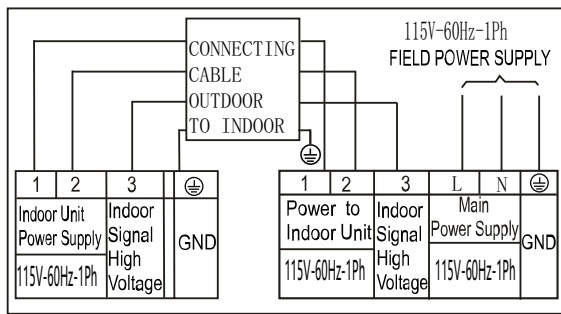 115V-60Hz-1Ph
FIELD POWER SUPPLY
CONNECTING
CABLE
OUTDOOR
TO INDOOR
1 2 3
Indoor Unit
Power Supply
115V-60Hz-1Ph
Indoor
Signal
High
Voltage
GND
1 2 3 L N
Power to
Indoor Unit
115V-60Hz-1Ph
Indoor
Signal
High
Voltage
Main
Power Supply
115V-60Hz-1Ph
GND